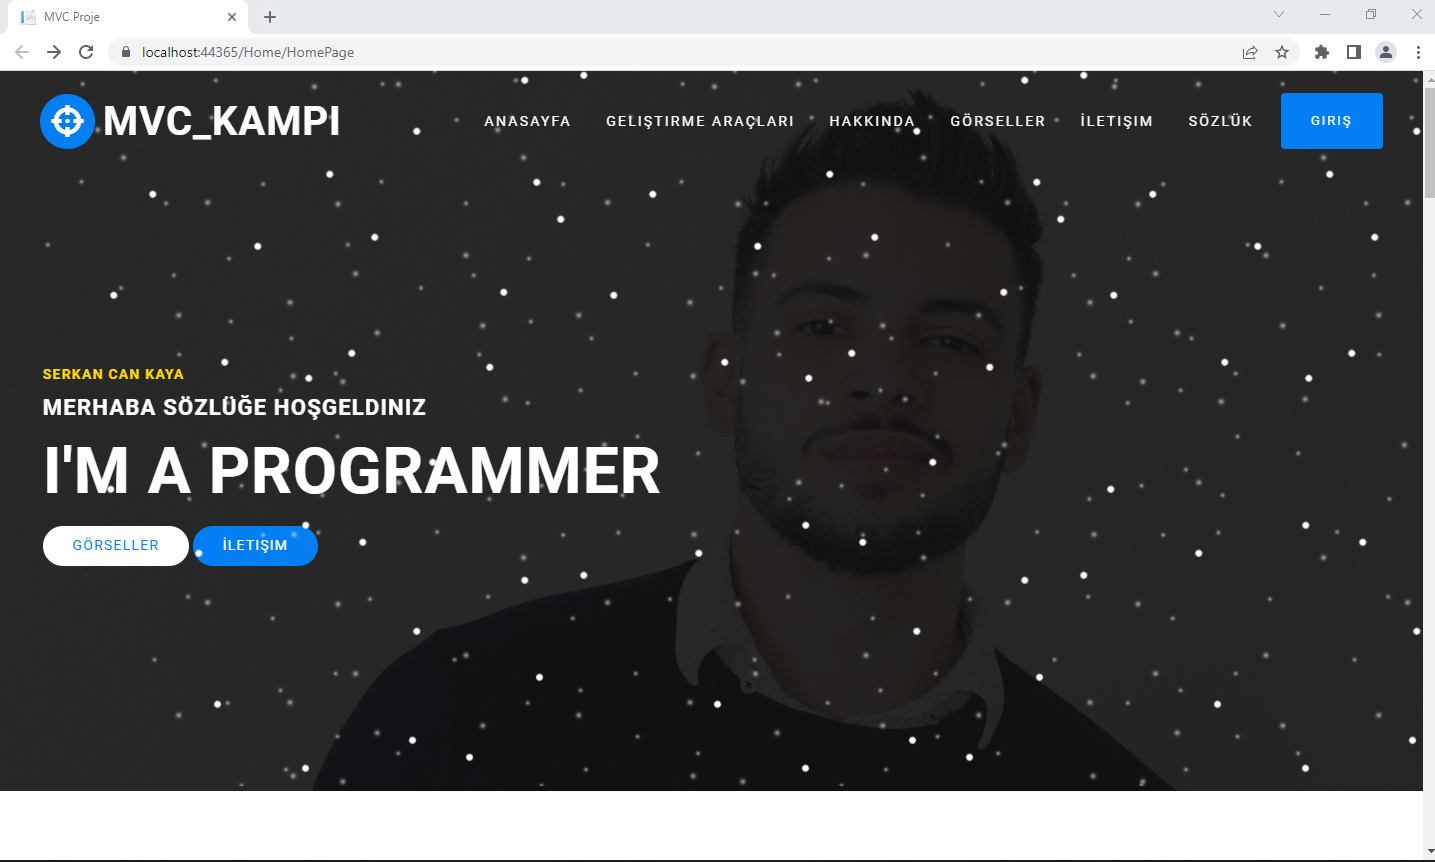 MVC Proje
localhost:44365/Home/HomePage
MVC_KAMPI
ANASAYFA GELIŞTIRME ARAÇLARI HAKKINDA GÖRSELLER İLETIŞIM SÖZLÜK GIRIŞ
SERKAN CAN KAYA
MERHABA SÖZLÜĞE HOŞGELDINIZ
I'M A PROGRAMMER
GÖRSELLER İLETIŞIM